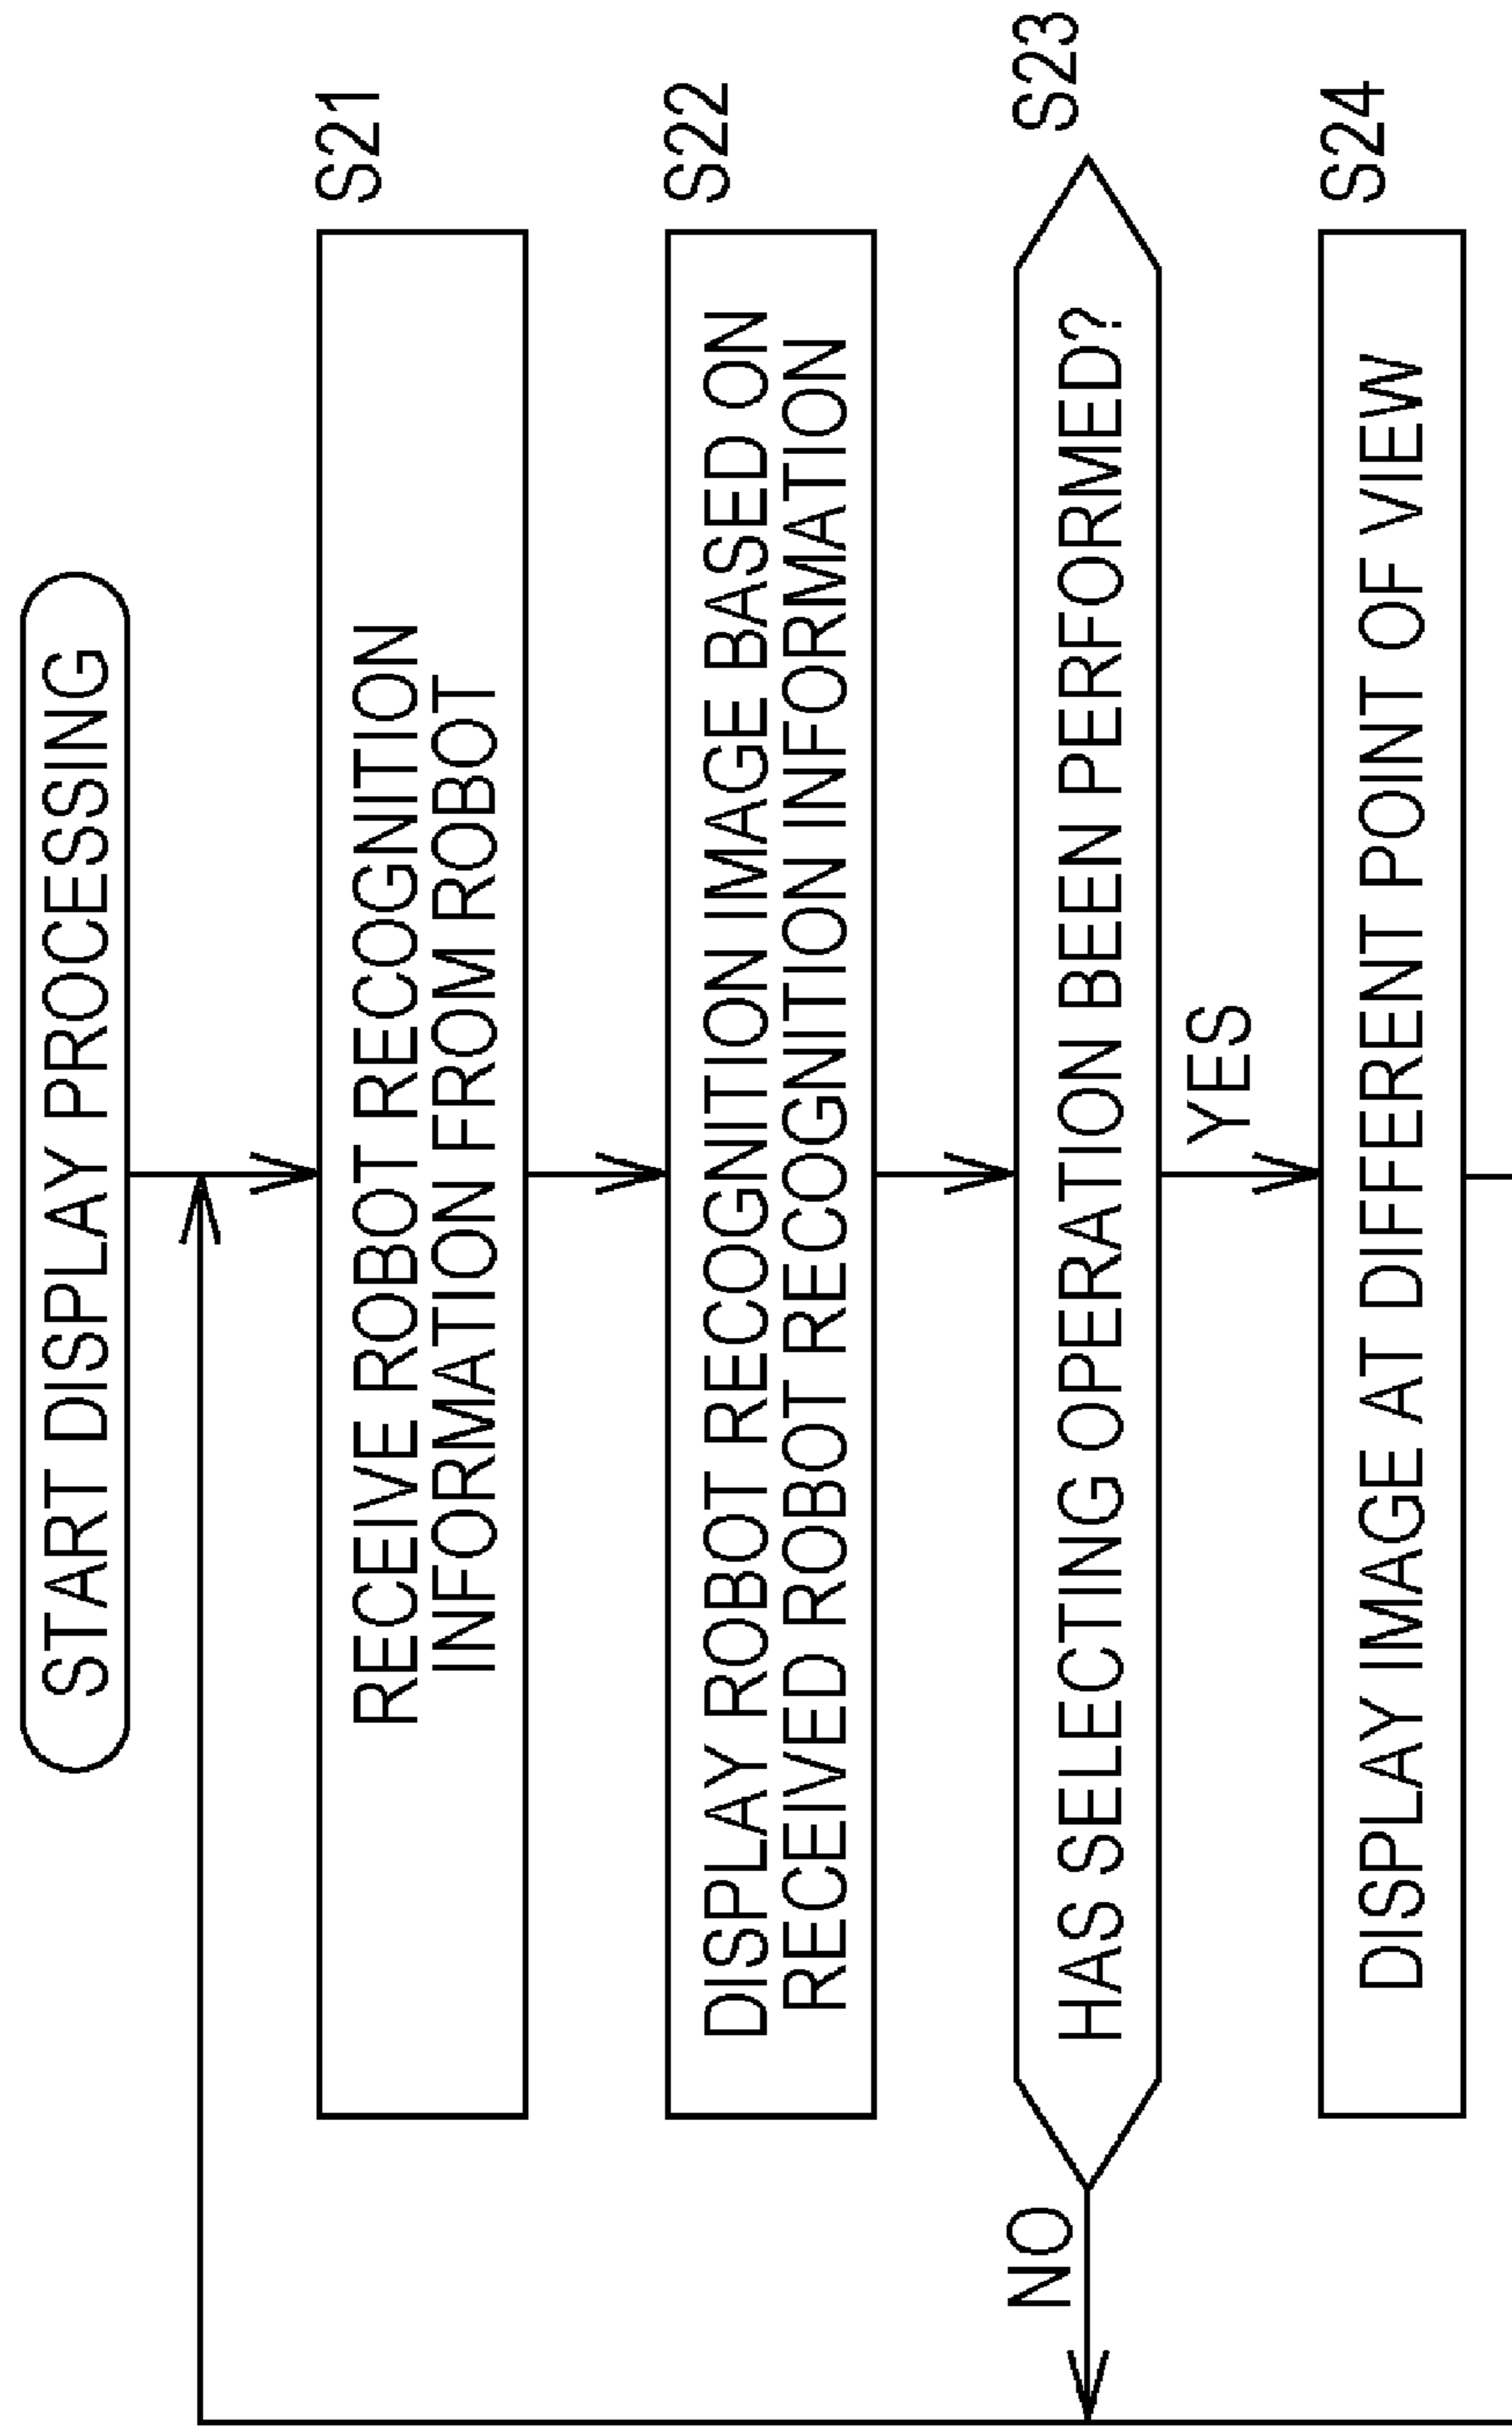 START DISPLAY PROCESSING
S21
RECEIVE ROBOT RECOGNITION
INFORMATION FROM ROBOT
S22
DISPLAY ROBOT RECOGNITION IMAGE BASED ON
RECEIVED ROBOT RECOGNITION INFORMATION
S23
HAS SELECTING OPERATION BEEN PERFORMED?
NO
YES
S24
DISPLAY IMAGE AT DIFFERENT POINT OF VIEW